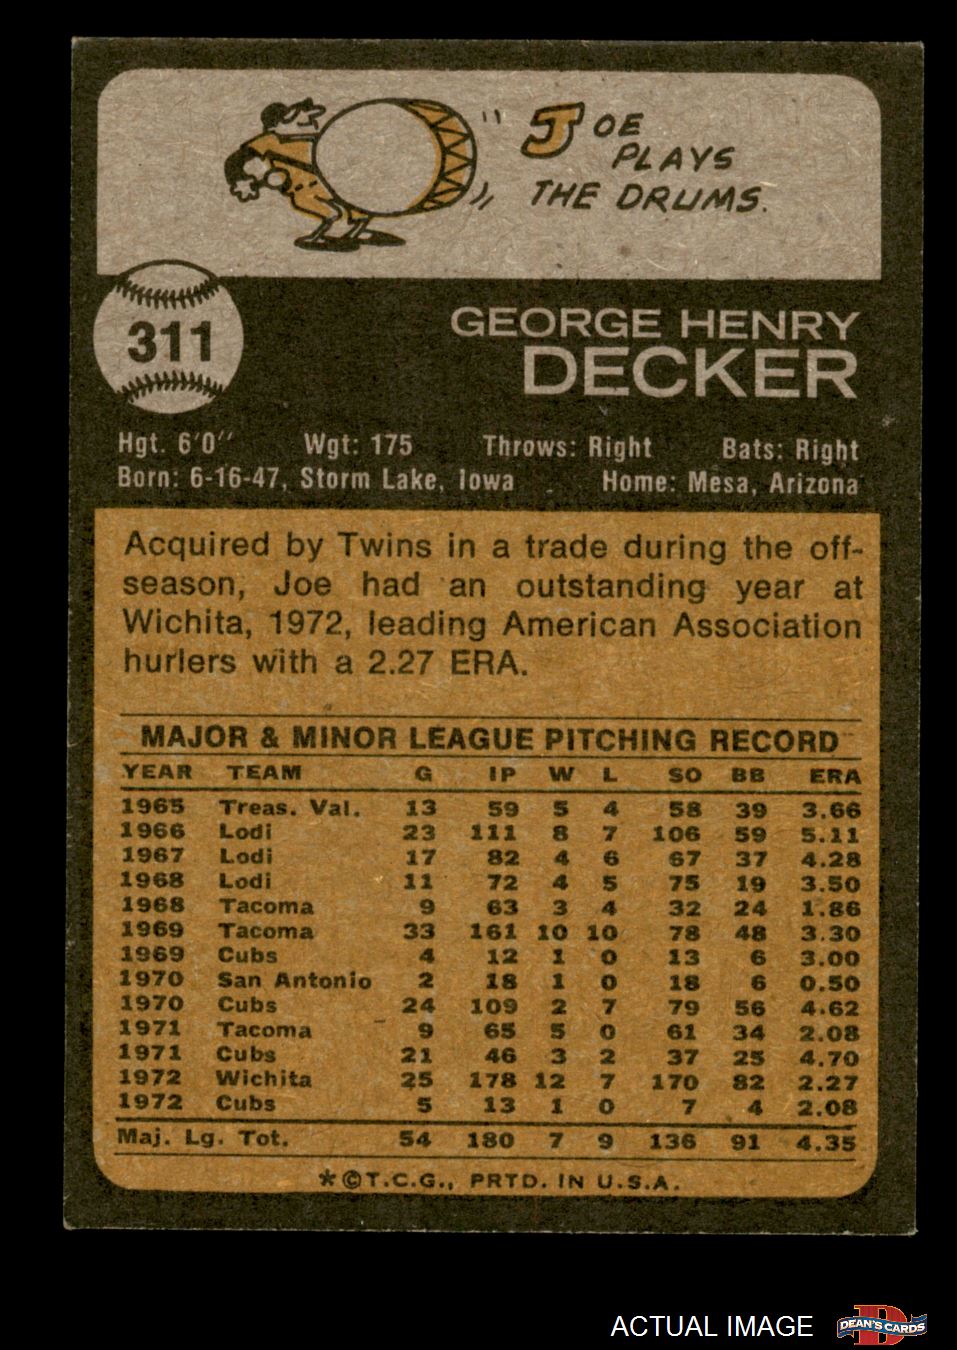 JOE
PLAYS
THE DRUMS.
311
GEORGE HENRY
DECKER
Hgt. 6'0" Wgt: 175 Throws: Right Bats: Right
Born: 6-16-47, Storm Lake, Iowa Home: Mesa, Arizona
Acquired by Twins in a trade during the off-
season, Joe had an outstanding year at
Wichita, 1972, leading American Association
hurlers with a 2.27 ERA.
MAJOR & MINOR LEAGUE PITCHING RECORD
YEAR TEAM G IP W L SO BB ERA
1965 Treas. Val. 13 59 5 4 58 39 3.66
1966 Lodi 23 111 8 7 106 59 5.11
1967 Lodi 17 82 4 6 67 37 4.28
1968 Lodi 11 72 4 5 75 19 3.50
1968 Tacoma 9 63 3 4 32 24 1.86
1969 Tacoma 33 161 10 10 78 48 3.30
1969 Cubs 4 12 1 0 13 6 3.00
1970 San Antonio 2 18 1 0 18 6 0.50
1970 Cubs 24 109 2 7 79 56 4.62
1971 Tacoma 9 65 5 0 61 34 2.08
1971 Cubs 21 46 3 2 37 25 4.70
1972 Wichita 25 178 12 7 170 82 2.27
1972 Cubs 5 13 1 0 7 4 2.08
Maj. Lg. Tot. 54 180 7 9 136 91 4.35
*©T.C.G., PRTD. IN U.S.A.
ACTUAL IMAGE
D
DEAN'S CARDS